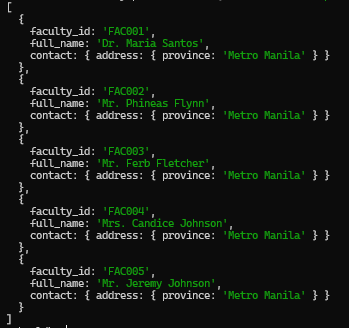 [
  {
    faculty_id: 'FAC001',
    full_name: 'Dr. Maria Santos',
    contact: { address: { province: 'Metro Manila' } }
  },
  {
    faculty_id: 'FAC002',
    full_name: 'Mr. Phineas Flynn',
    contact: { address: { province: 'Metro Manila' } }
  },
  {
    faculty_id: 'FAC003',
    full_name: 'Mr. Ferb Fletcher',
    contact: { address: { province: 'Metro Manila' } }
  },
  {
    faculty_id: 'FAC004',
    full_name: 'Mrs. Candice Johnson',
    contact: { address: { province: 'Metro Manila' } }
  },
  {
    faculty_id: 'FAC005',
    full_name: 'Mr. Jeremy Johnson',
    contact: { address: { province: 'Metro Manila' } }
  }
]